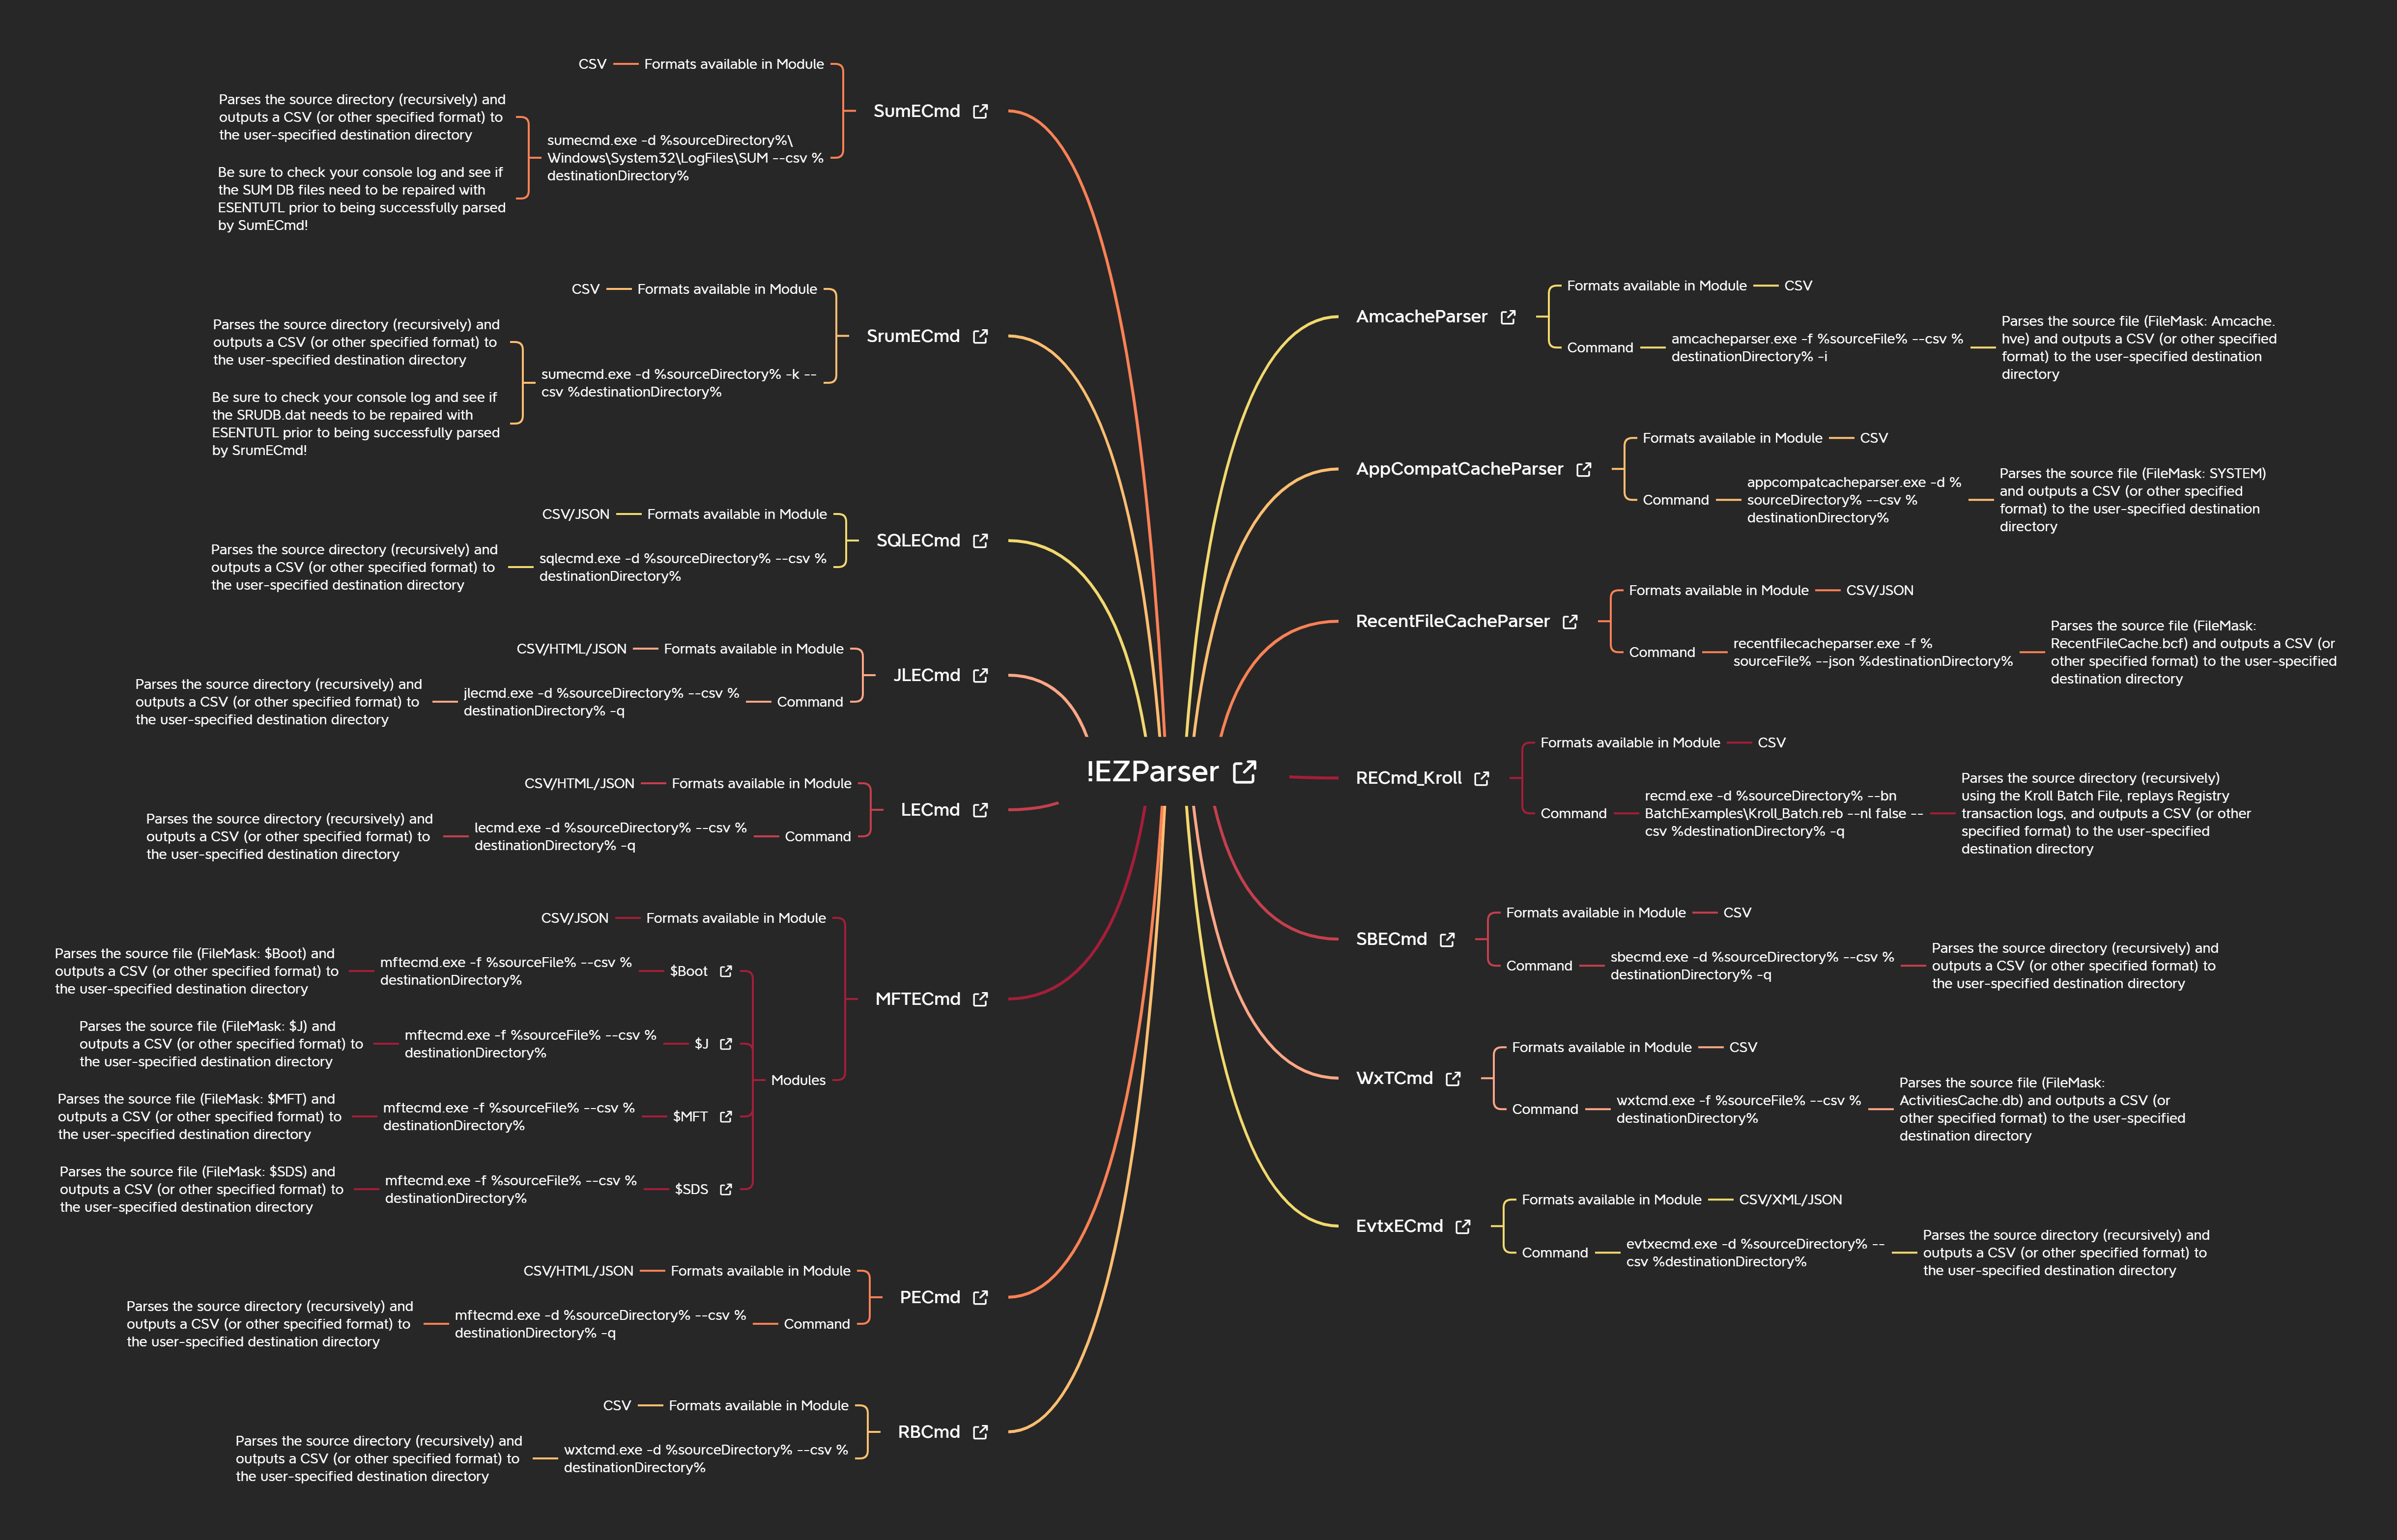 !EZParser
SumECmd
Formats available in Module
CSV
sumecmd.exe -d %sourceDirectory%\
Windows\System32\LogFiles\SUM --csv %
destinationDirectory%
Parses the source directory (recursively) and
outputs a CSV (or other specified format) to
the user-specified destination directory
Be sure to check your console log and see if
the SUM DB files need to be repaired with
ESENTUTL prior to being successfully parsed
by SumECmd!
SrumECmd
Formats available in Module
CSV
sumecmd.exe -d %sourceDirectory% -k --
csv %destinationDirectory%
Parses the source directory (recursively) and
outputs a CSV (or other specified format) to
the user-specified destination directory
Be sure to check your console log and see if
the SRUDB.dat needs to be repaired with
ESENTUTL prior to being successfully parsed
by SrumECmd!
SQLECmd
Formats available in Module
CSV/JSON
sqlecmd.exe -d %sourceDirectory% --csv %
destinationDirectory%
Parses the source directory (recursively) and
outputs a CSV (or other specified format) to
the user-specified destination directory
JLECmd
Formats available in Module
CSV/HTML/JSON
Command
jlecmd.exe -d %sourceDirectory% --csv %
destinationDirectory% -q
Parses the source directory (recursively) and
outputs a CSV (or other specified format) to
the user-specified destination directory
LECmd
Formats available in Module
CSV/HTML/JSON
Command
lecmd.exe -d %sourceDirectory% --csv %
destinationDirectory% -q
Parses the source directory (recursively) and
outputs a CSV (or other specified format) to
the user-specified destination directory
MFTECmd
Formats available in Module
CSV/JSON
Modules
$Boot
mftecmd.exe -f %sourceFile% --csv %
destinationDirectory%
Parses the source file (FileMask: $Boot) and
outputs a CSV (or other specified format) to
the user-specified destination directory
$J
mftecmd.exe -f %sourceFile% --csv %
destinationDirectory%
Parses the source file (FileMask: $J) and
outputs a CSV (or other specified format) to
the user-specified destination directory
$MFT
mftecmd.exe -f %sourceFile% --csv %
destinationDirectory%
Parses the source file (FileMask: $MFT) and
outputs a CSV (or other specified format) to
the user-specified destination directory
$SDS
mftecmd.exe -f %sourceFile% --csv %
destinationDirectory%
Parses the source file (FileMask: $SDS) and
outputs a CSV (or other specified format) to
the user-specified destination directory
PECmd
Formats available in Module
CSV/HTML/JSON
Command
mftecmd.exe -d %sourceDirectory% --csv %
destinationDirectory% -q
Parses the source directory (recursively) and
outputs a CSV (or other specified format) to
the user-specified destination directory
RBCmd
Formats available in Module
CSV
wxtcmd.exe -d %sourceDirectory% --csv %
destinationDirectory%
Parses the source directory (recursively) and
outputs a CSV (or other specified format) to
the user-specified destination directory
AmcacheParser
Formats available in Module
CSV
Command
amcacheparser.exe -f %sourceFile% --csv %
destinationDirectory% -i
Parses the source file (FileMask: Amcache.
hve) and outputs a CSV (or other specified
format) to the user-specified destination
directory
AppCompatCacheParser
Formats available in Module
CSV
Command
appcompatcacheparser.exe -d %
sourceDirectory% --csv %
destinationDirectory%
Parses the source file (FileMask: SYSTEM)
and outputs a CSV (or other specified
format) to the user-specified destination
directory
RecentFileCacheParser
Formats available in Module
CSV/JSON
Command
recentfilecacheparser.exe -f %
sourceFile% --json %destinationDirectory%
Parses the source file (FileMask:
RecentFileCache.bcf) and outputs a CSV (or
other specified format) to the user-specified
destination directory
RECmd_Kroll
Formats available in Module
CSV
Command
recmd.exe -d %sourceDirectory% --bn
BatchExamples\Kroll_Batch.reb --nl false --
csv %destinationDirectory% -q
Parses the source directory (recursively)
using the Kroll Batch File, replays Registry
transaction logs, and outputs a CSV (or other
specified format) to the user-specified
destination directory
SBECmd
Formats available in Module
CSV
Command
sbecmd.exe -d %sourceDirectory% --csv %
destinationDirectory% -q
Parses the source directory (recursively) and
outputs a CSV (or other specified format) to
the user-specified destination directory
WxTCmd
Formats available in Module
CSV
Command
wxtcmd.exe -f %sourceFile% --csv %
destinationDirectory%
Parses the source file (FileMask:
ActivitiesCache.db) and outputs a CSV (or
other specified format) to the user-specified
destination directory
EvtxECmd
Formats available in Module
CSV/XML/JSON
Command
evtxecmd.exe -d %sourceDirectory% --
csv %destinationDirectory%
Parses the source directory (recursively) and
outputs a CSV (or other specified format) to
the user-specified destination directory